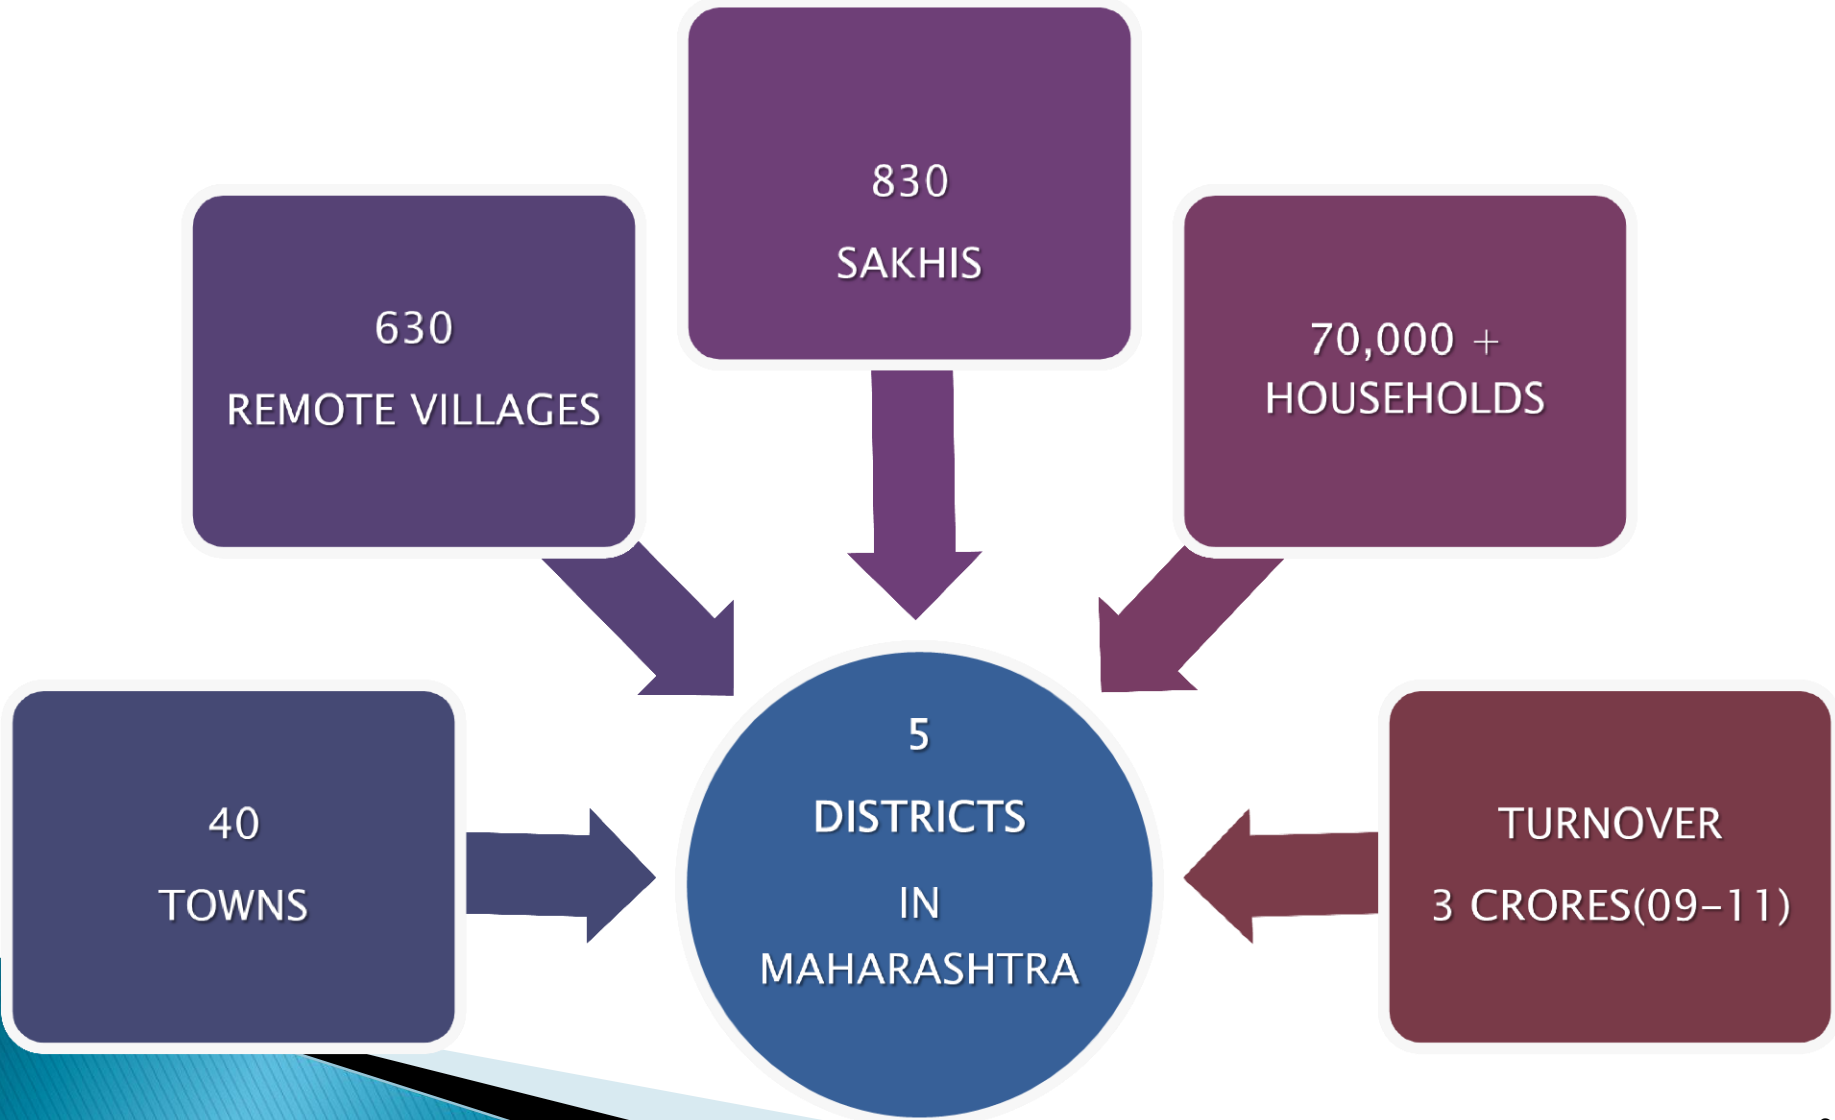 830
SAKHIS
630
REMOTE VILLAGES
70,000 +
HOUSEHOLDS
40
TOWNS
5
DISTRICTS
IN
MAHARASHTRA
TURNOVER
3 CRORES(09-11)